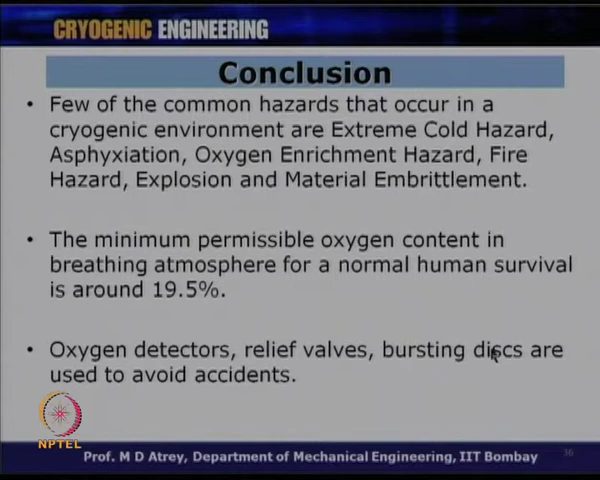 CRYOGENIC ENGINEERING
Conclusion
• Few of the common hazards that occur in a
cryogenic environment are Extreme Cold Hazard,
Asphyxiation, Oxygen Enrichment Hazard, Fire
Hazard, Explosion and Material Embrittlement.
• The minimum permissible oxygen content in
breathing atmosphere for a normal human survival
is around 19.5%.
• Oxygen detectors, relief valves, bursting discs are
used to avoid accidents.
NPTEL
Prof. M D Atrey, Department of Mechanical Engineering, IIT Bombay
36